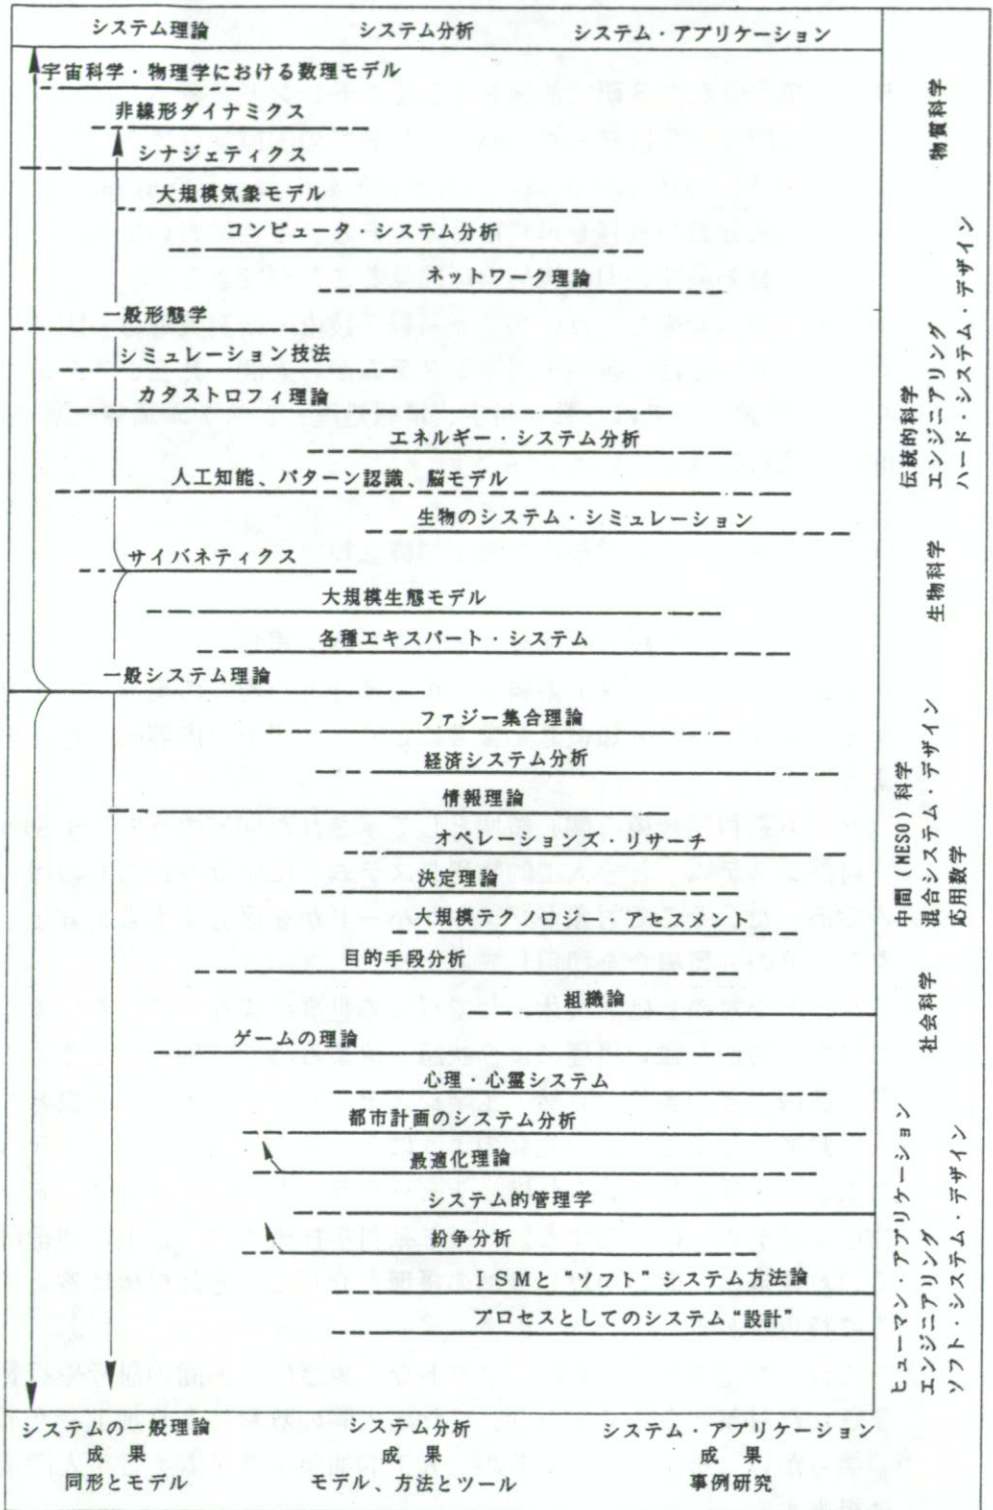 システム理論 システム分析 システム・アプリケーション
宇宙科学・物理学における数理モデル
非線形ダイナミクス
シナジェティクス
大規模気象モデル
コンピュータ・システム分析
ネットワーク理論
一般形態学
シミュレーション技法
カタストロフィ理論
エネルギー・システム分析
人工知能、パターン認識、脳モデル
生物のシステム・シミュレーション
サイバネティクス
大規模生態モデル
各種エキスパート・システム
一般システム理論
ファジー集合理論
経済システム分析
情報理論
オペレーションズ・リサーチ
決定理論
大規模テクノロジー・アセスメント
目的手段分析
組織論
ゲームの理論
心理・心霊システム
都市計画のシステム分析
最適化理論
システム的管理学
紛争分析
ISMと“ソフト”システム方法論
プロセスとしてのシステム“設計”
物質科学
伝統的科学
エンジニアリング
ハード・システム・デザイン
生物科学
中間(MESO)科学
混合システム・デザイン
応用数学
社会科学
ヒューマン・アプリケーション
エンジニアリング
ソフト・システム・デザイン
システムの一般理論 システム分析 システム・アプリケーション
成果 成果 成果
同形とモデル モデル、方法とツール 事例研究